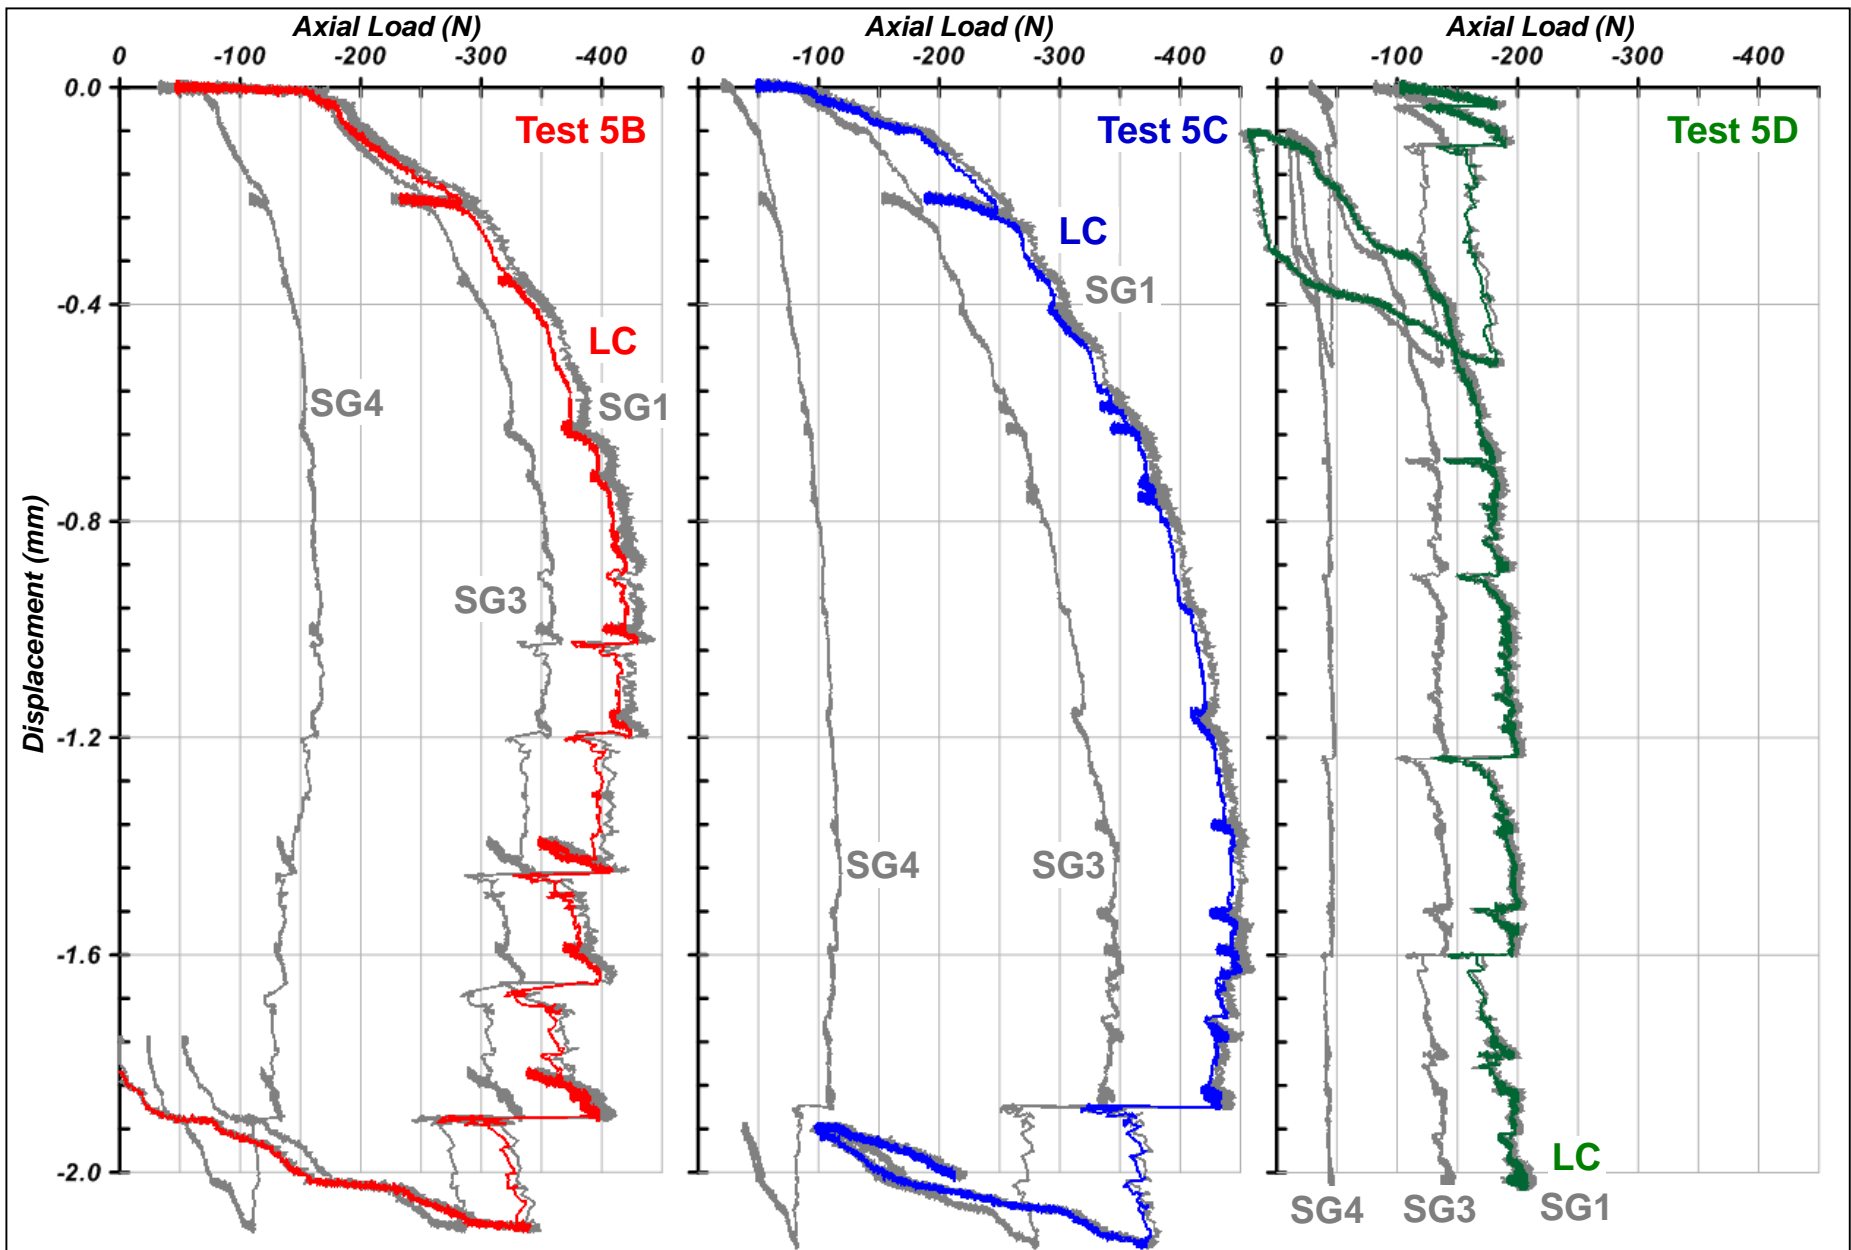 Axial Load (N) Axial Load (N) Axial Load (N)
0 -100 -200 -300 -400 0 -100 -200 -300 -400 0 -100 -200 -300 -400
0.0
Test 5B Test 5C Test 5D
LC
SG1
-0.4
LC
SG4 SG1
Displacement (mm)
-0.8
SG3
-1.2
SG4 SG3
-1.6
LC
-2.0
SG4 SG3 SG1